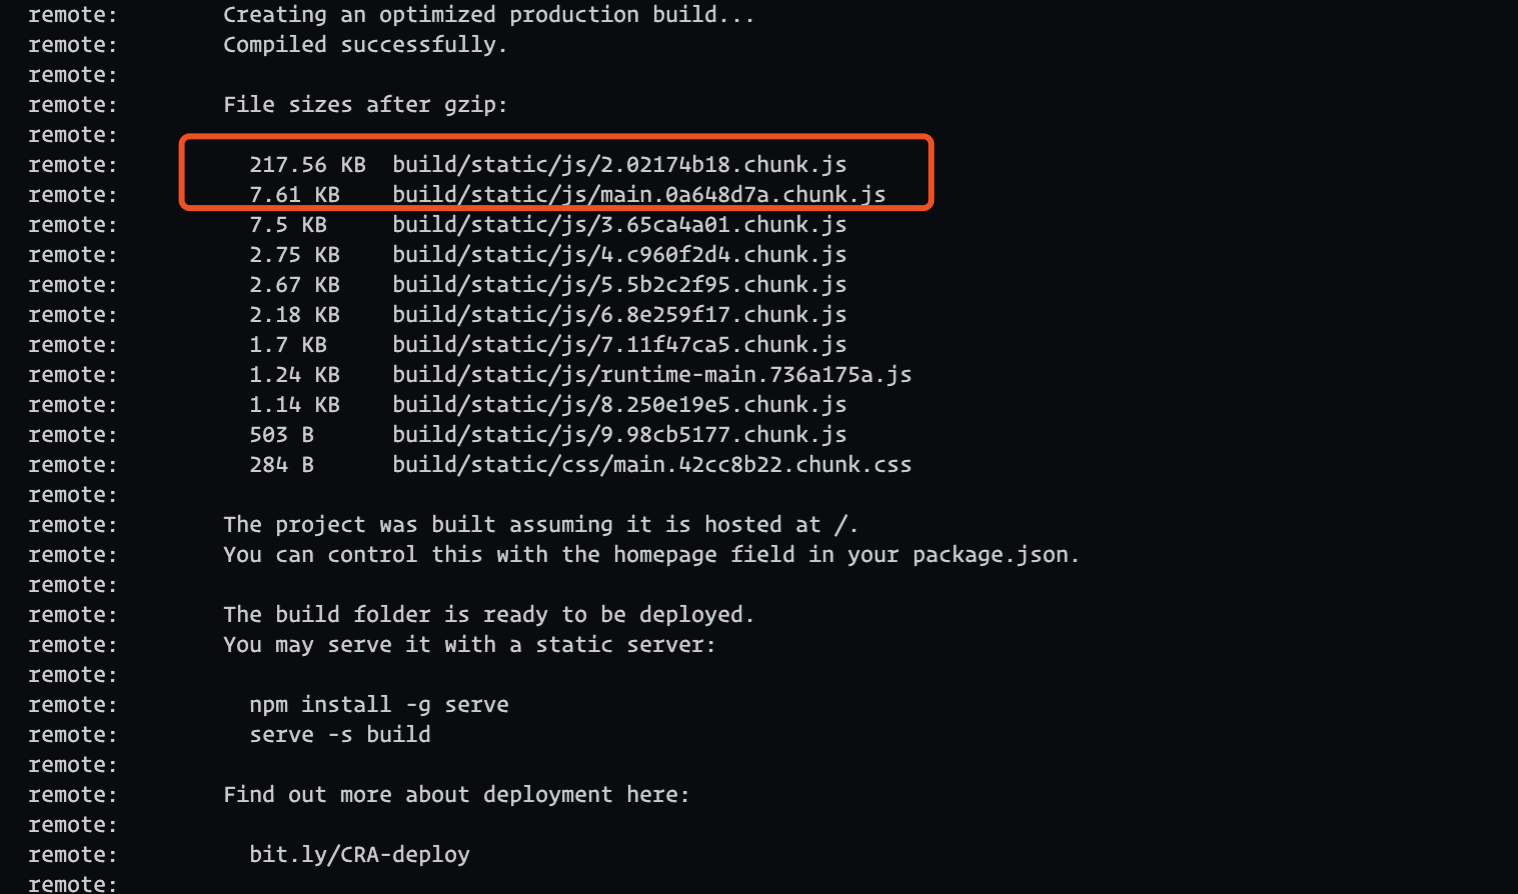 remote:        Creating an optimized production build...
remote:        Compiled successfully.
remote:
remote:        File sizes after gzip:
remote:
remote:          217.56 KB  build/static/js/2.02174b18.chunk.js
remote:          7.61 KB    build/static/js/main.0a648d7a.chunk.js
remote:          7.5 KB     build/static/js/3.65ca4a01.chunk.js
remote:          2.75 KB    build/static/js/4.c960f2d4.chunk.js
remote:          2.67 KB    build/static/js/5.5b2c2f95.chunk.js
remote:          2.18 KB    build/static/js/6.8e259f17.chunk.js
remote:          1.7 KB     build/static/js/7.11f47ca5.chunk.js
remote:          1.24 KB    build/static/js/runtime-main.736a175a.js
remote:          1.14 KB    build/static/js/8.250e19e5.chunk.js
remote:          503 B      build/static/js/9.98cb5177.chunk.js
remote:          284 B      build/static/css/main.42cc8b22.chunk.css
remote:
remote:        The project was built assuming it is hosted at /.
remote:        You can control this with the homepage field in your package.json.
remote:
remote:        The build folder is ready to be deployed.
remote:        You may serve it with a static server:
remote:
remote:          npm install -g serve
remote:          serve -s build
remote:
remote:        Find out more about deployment here:
remote:
remote:          bit.ly/CRA-deploy
remote: